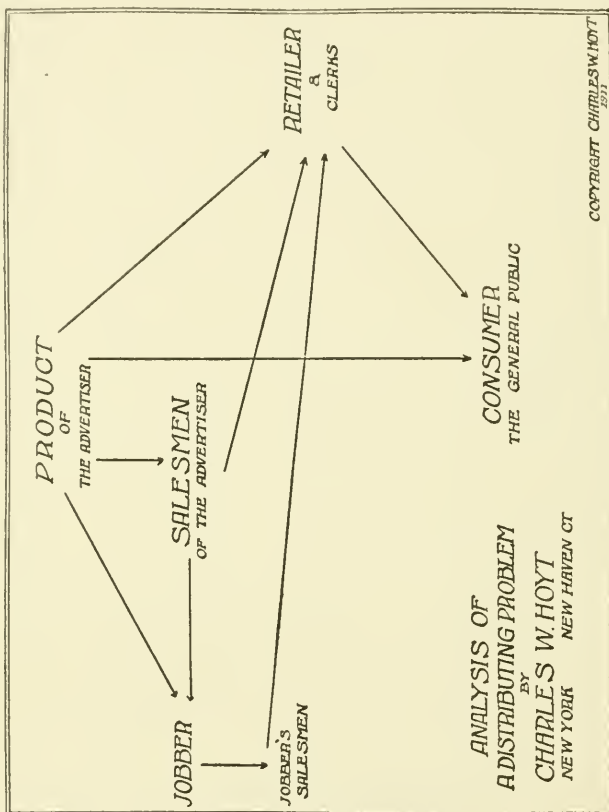 PRODUCT
OF
THE ADVERTISER
SALESMEN
OF THE ADVERTISER
JOBBER
JOBBER'S
SALESMEN
RETAILER
&
CLERKS
CONSUMER
THE GENERAL PUBLIC
ANALYSIS OF
A DISTRIBUTING PROBLEM
BY
CHARLES W. HOYT
NEW YORK NEW HAVEN CT
COPYRIGHT CHARLES W. HOYT
1911